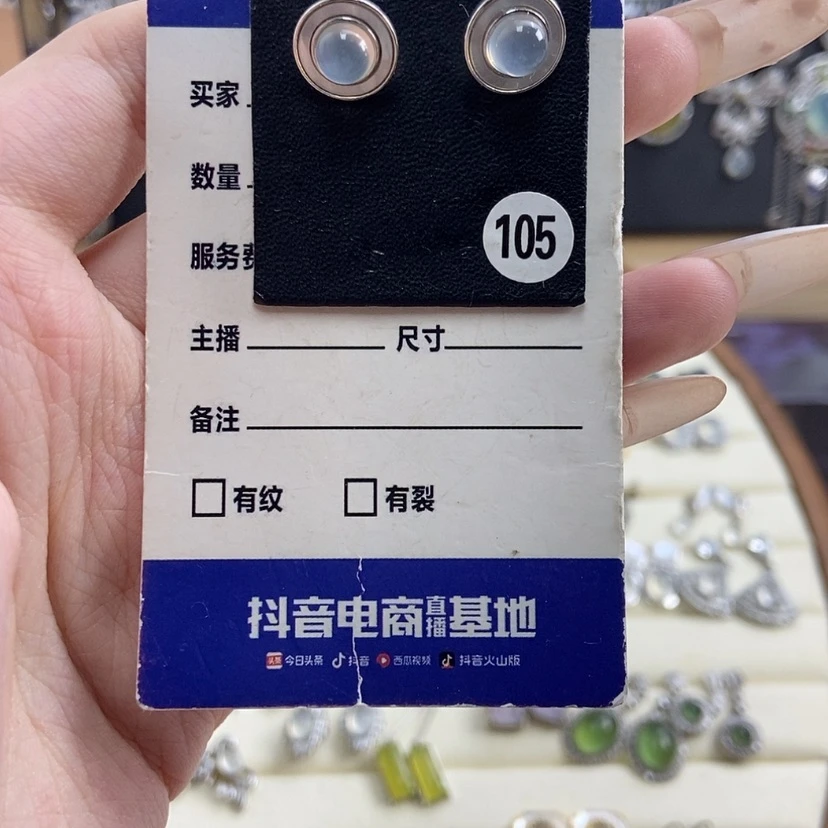 买家
数量
105
服务费
主播 尺寸
备注
有纹 有裂
抖音电商直播基地
头条 今日头条 抖音 西瓜视频 抖音火山版